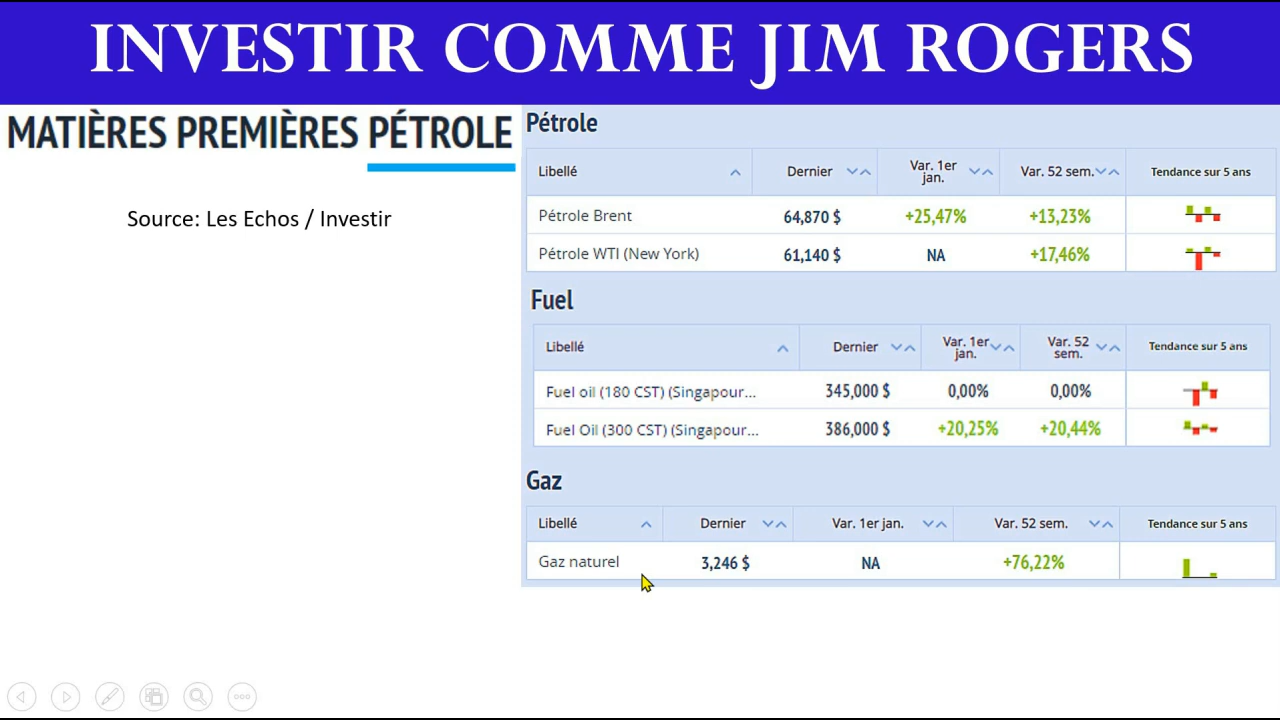 INVESTIR COMME JIM ROGERS
MATIÈRES PREMIÈRES PÉTROLE
Source: Les Echos / Investir
Pétrole
Libellé Dernier Var. 1er jan. Var. 52 sem. Tendance sur 5 ans
Pétrole Brent 64,870 $ +25,47% +13,23%
Pétrole WTI (New York) 61,140 $ NA +17,46%
Fuel
Libellé Dernier Var. 1er jan. Var. 52 sem. Tendance sur 5 ans
Fuel oil (180 CST) (Singapour... 345,000 $ 0,00% 0,00%
Fuel Oil (300 CST) (Singapour... 386,000 $ +20,25% +20,44%
Gaz
Libellé Dernier Var. 1er jan. Var. 52 sem. Tendance sur 5 ans
Gaz naturel 3,246 $ NA +76,22%